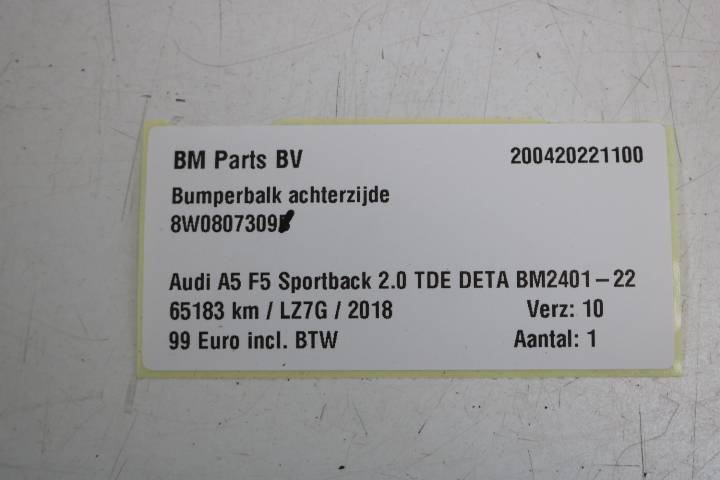 BM Parts BV 200420221100
Bumperbalk achterzijde
8W0807309
Audi A5 F5 Sportback 2.0 TDE DETA BM2401-22
65183 km / LZ7G / 2018 Verz: 10
99 Euro incl. BTW Aantal: 1